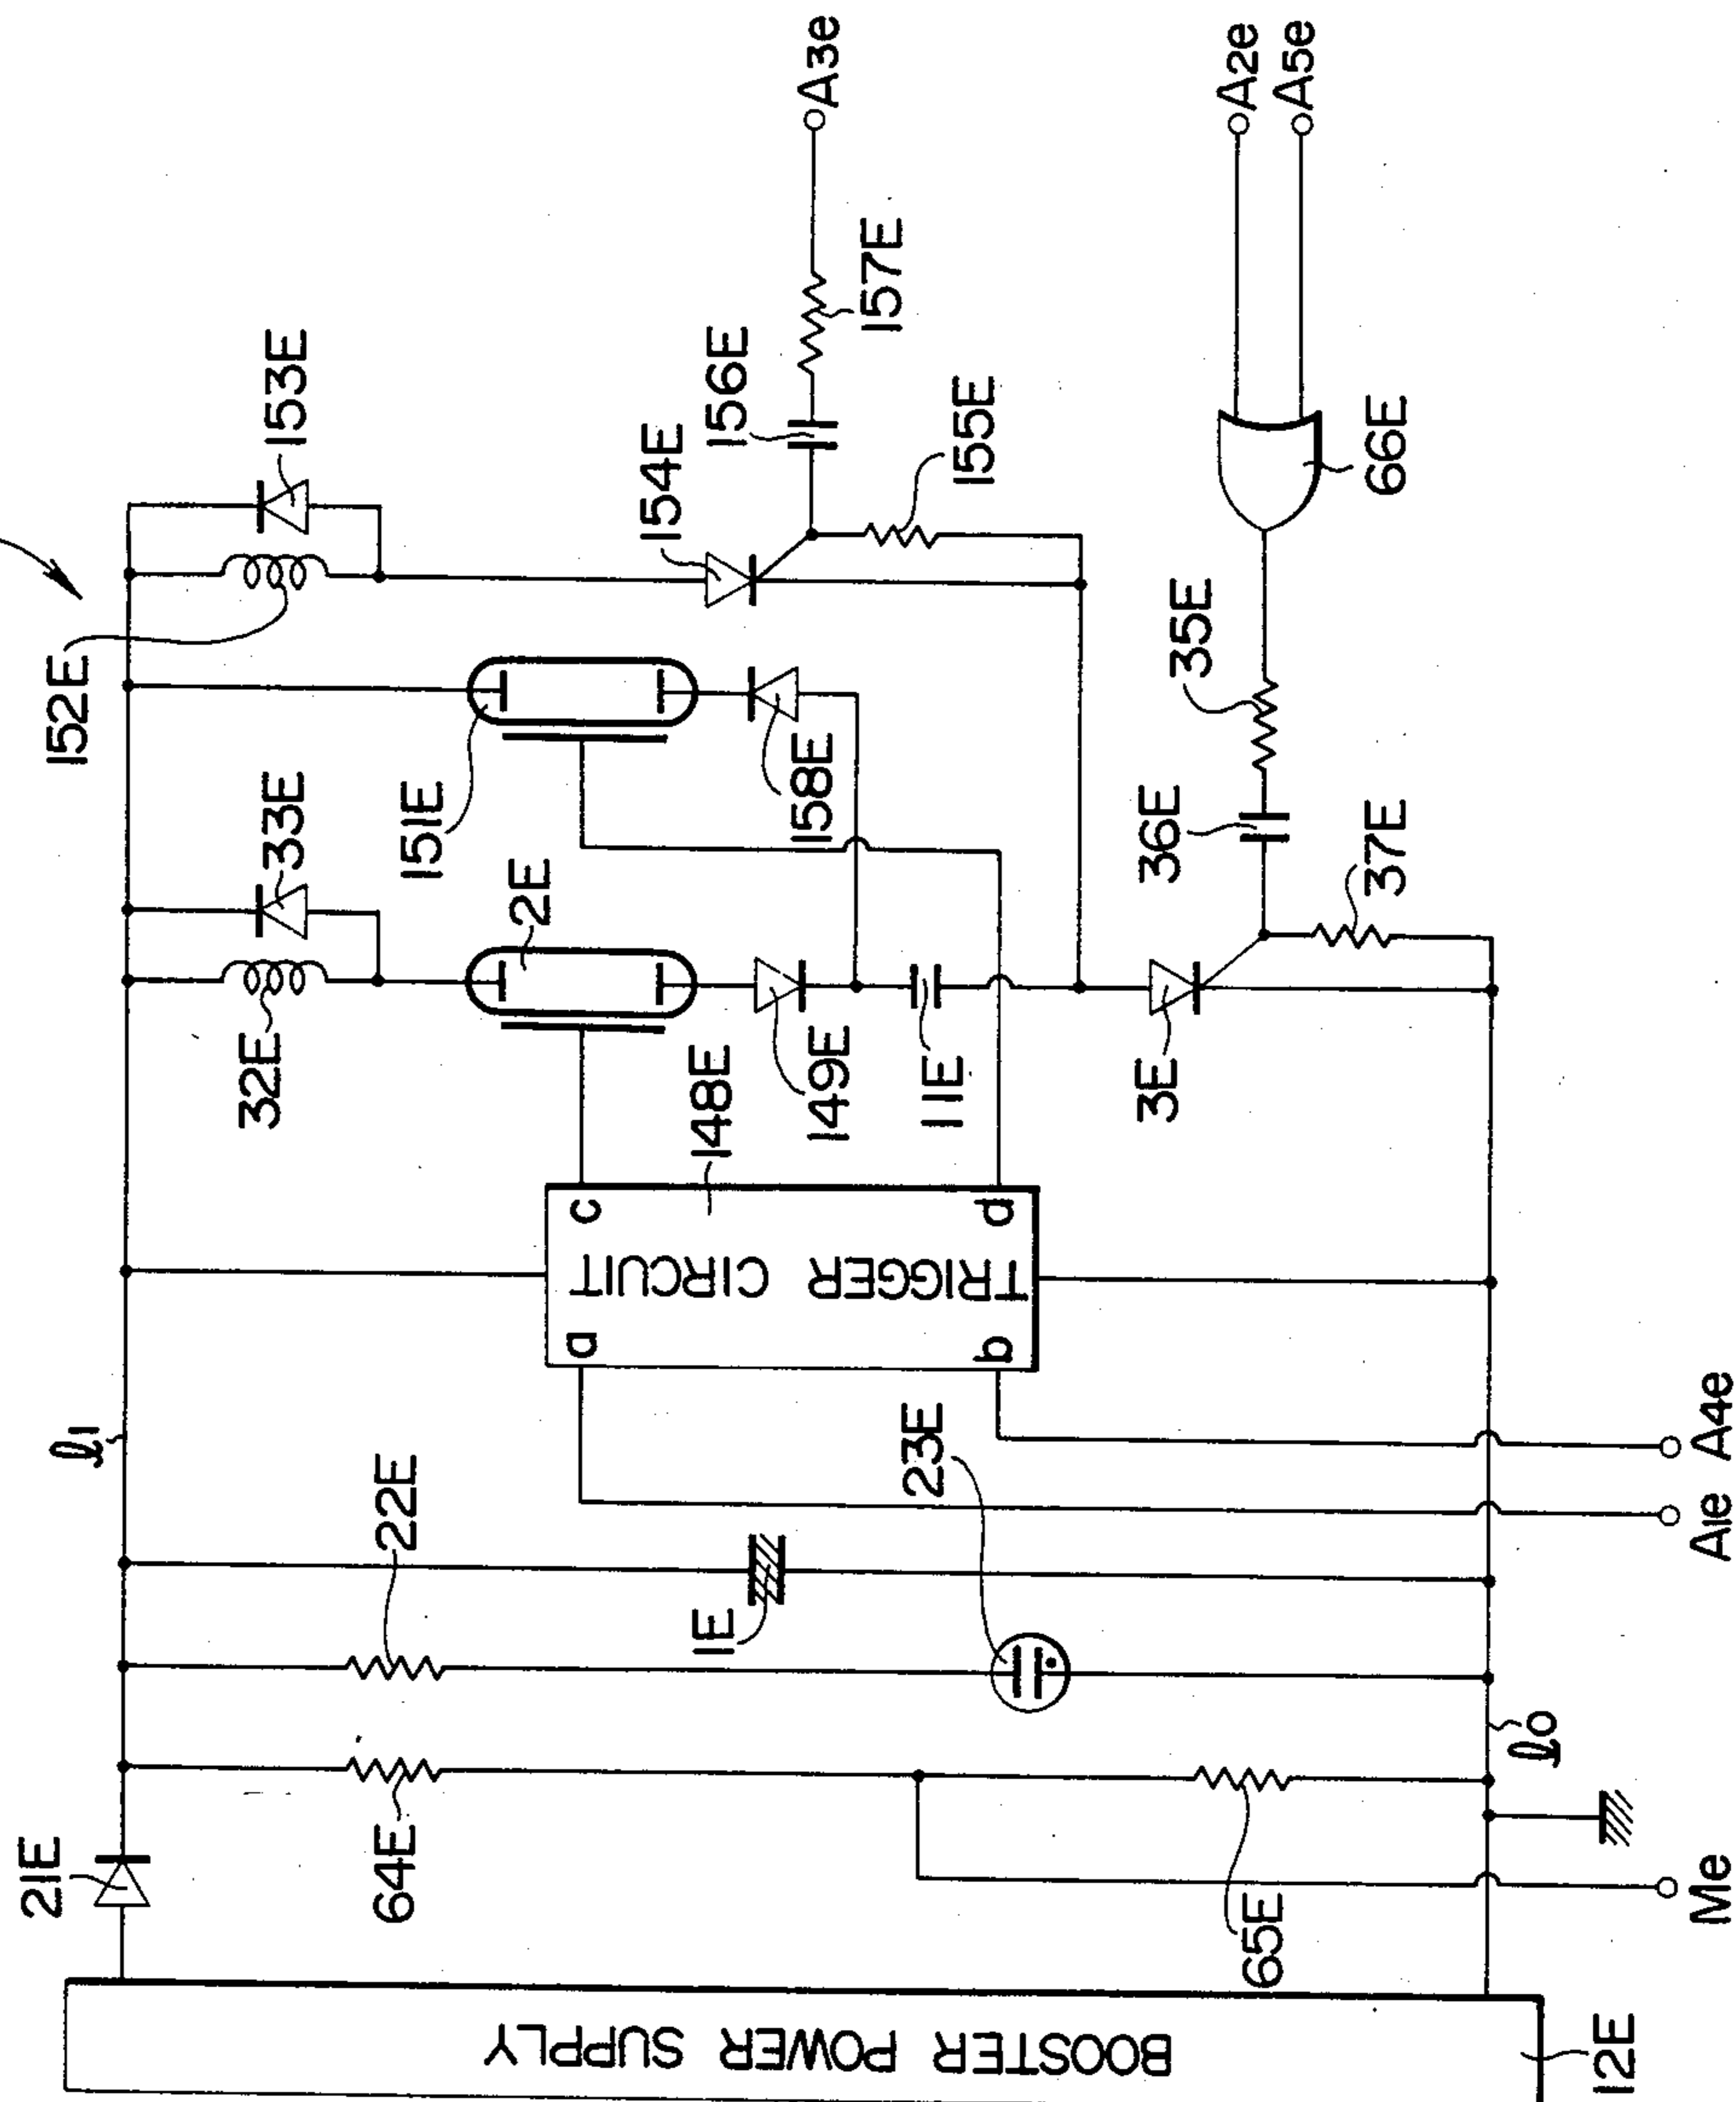 152E
153E
33E
32E
151E
2E
158E
149E
148E
11E
154E
156E
157E
155E
A3e
A2e
A5e
66E
35E
36E
37E
3E
TRIGGER CIRCUIT
a
b
c
d
ℓ1
22E
23E
1E
21E
64E
65E
ℓ0
BOOSTER POWER SUPPLY
12E
Me
A1e
A4e